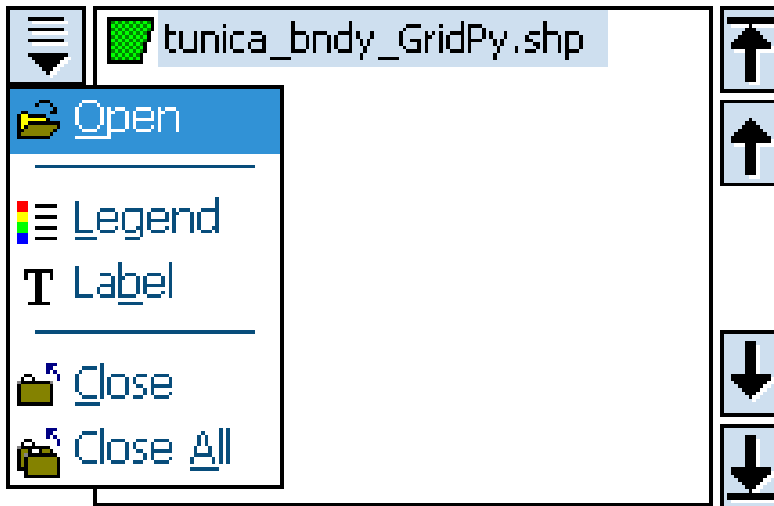 tunica_bndy_GridPy.shp
Open
Legend
T Label
Close
Close All